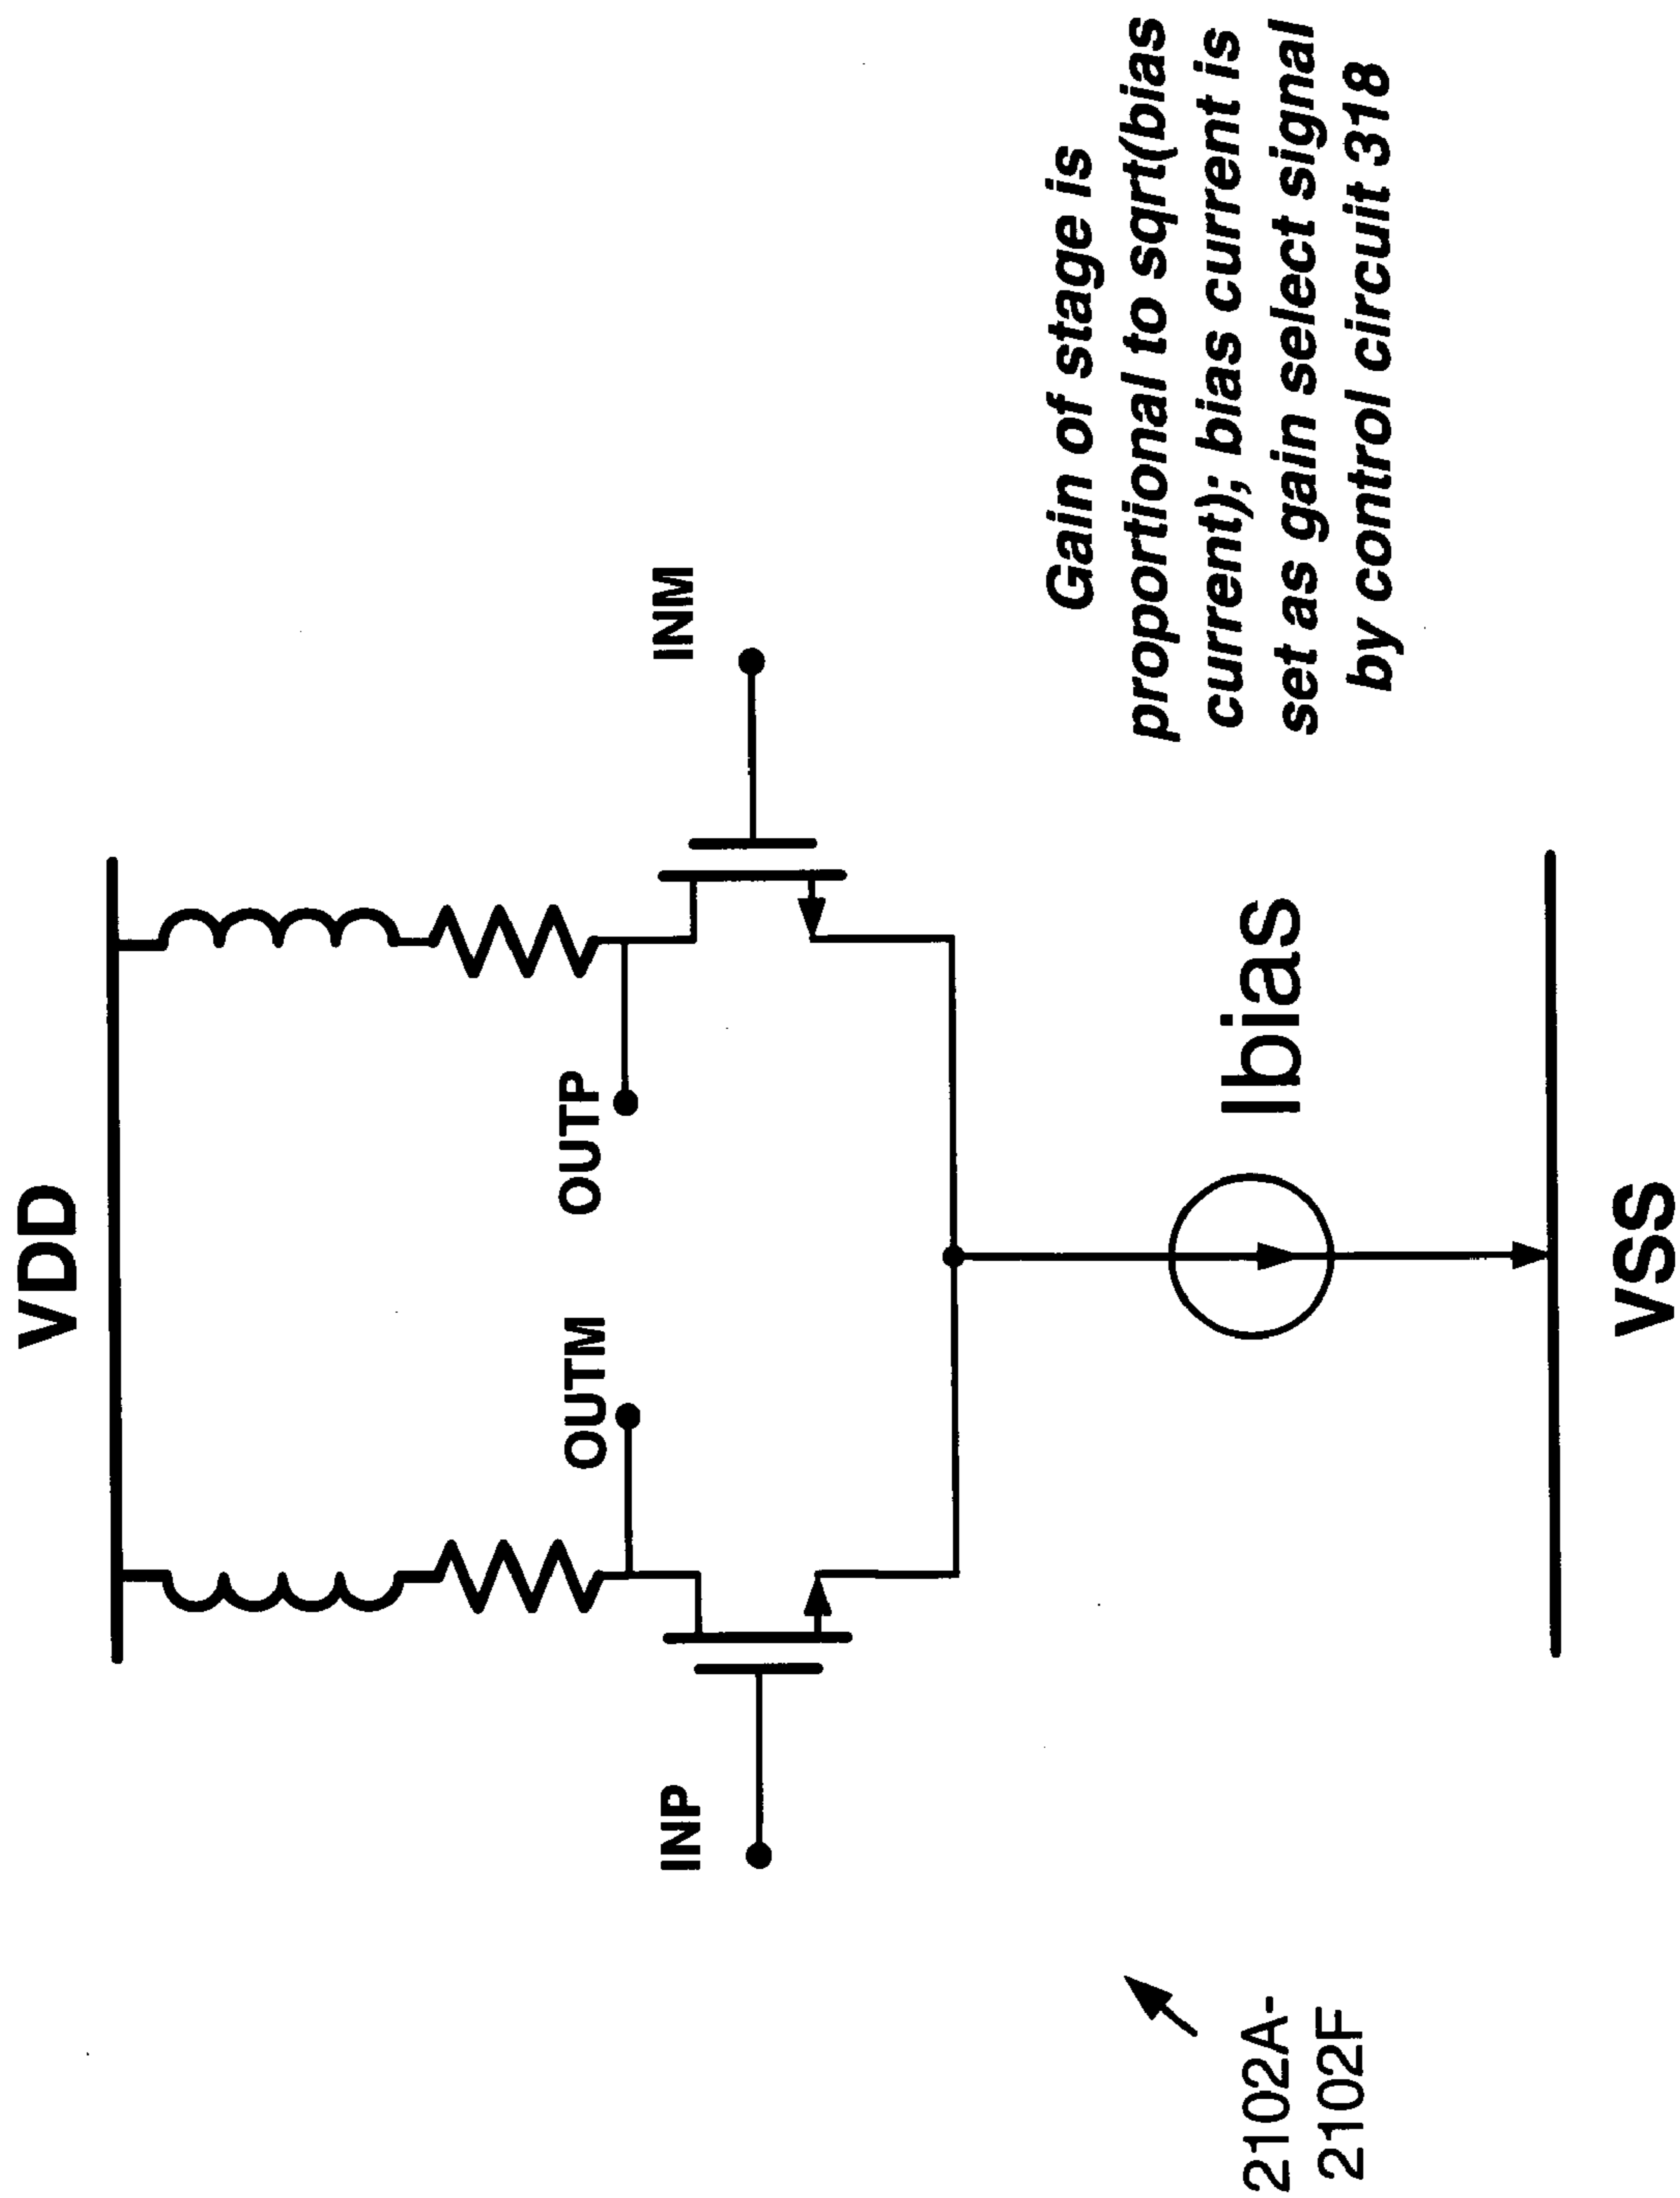 VDD
OUTM
OUTP
INP
INM
Ibias
Gain of stage is
proportional to sqrt(bias
current); bias current is
set as gain select signal
by control circuit 318
2102A-
2102F
VSS